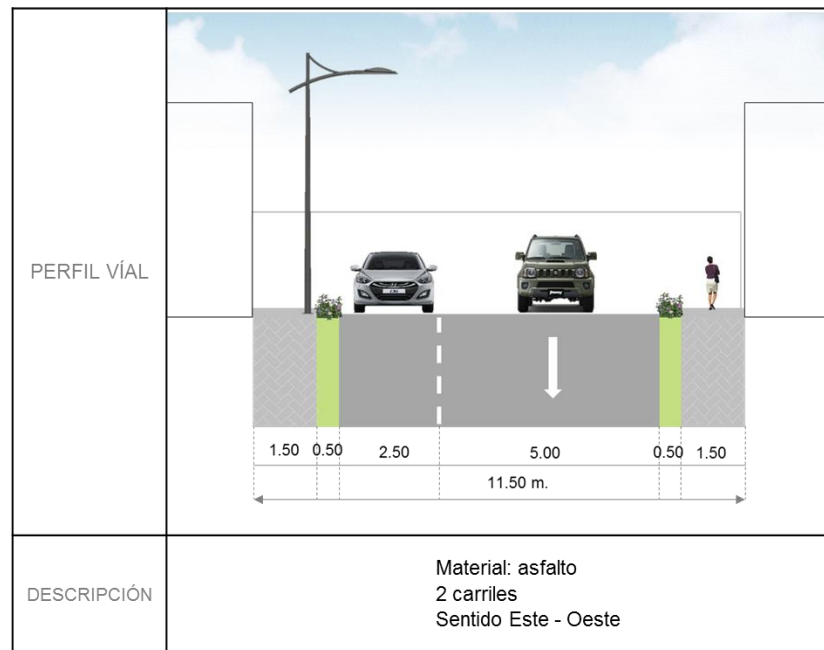 PERFIL VÍAL
1.50 0.50 2.50 5.00 0.50 1.50
11.50 m.
DESCRIPCIÓN
Material: asfalto
2 carriles
Sentido Este - Oeste